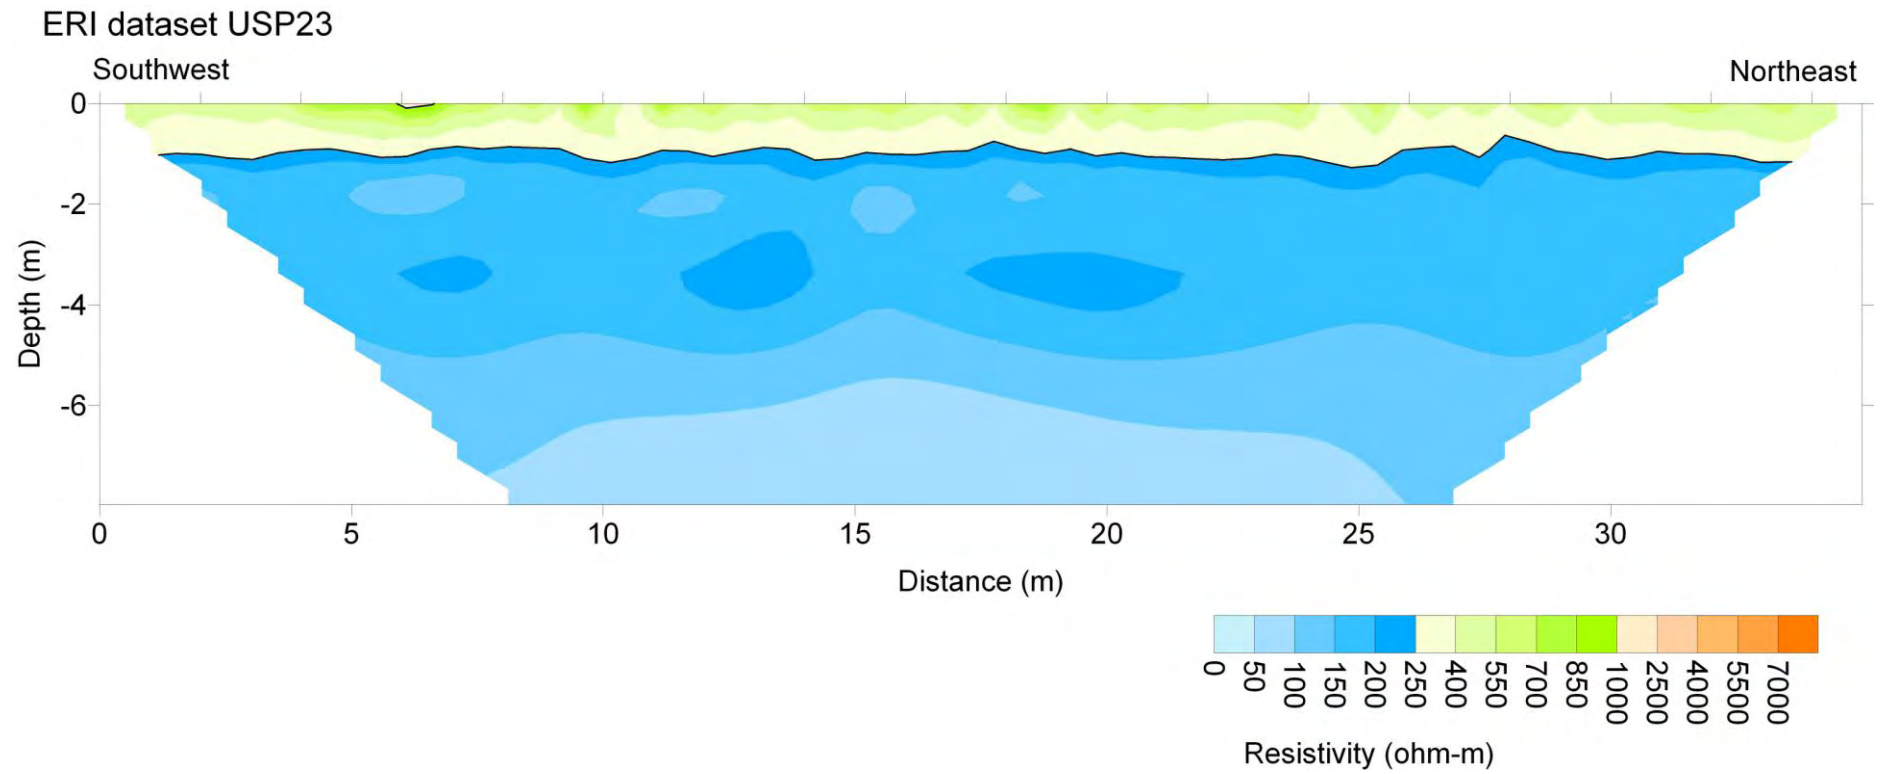 ERI dataset USP23
Southwest
Northeast
0
-2
-4
-6
Depth (m)
0 5 10 15 20 25 30
Distance (m)
0 50 100 150 200 250 400 550 700 850 1000 2500 4000 5500 7000
Resistivity (ohm-m)